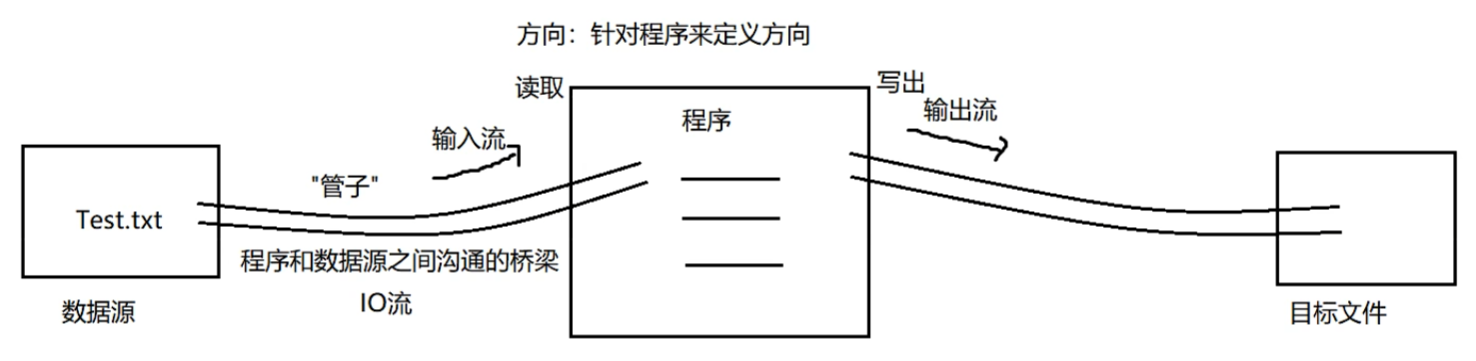 方向：针对程序来定义方向
读取
写出
程序
输出流
输入流
"管子"
Test.txt
程序和数据源之间沟通的桥梁
IO流
数据源
目标文件